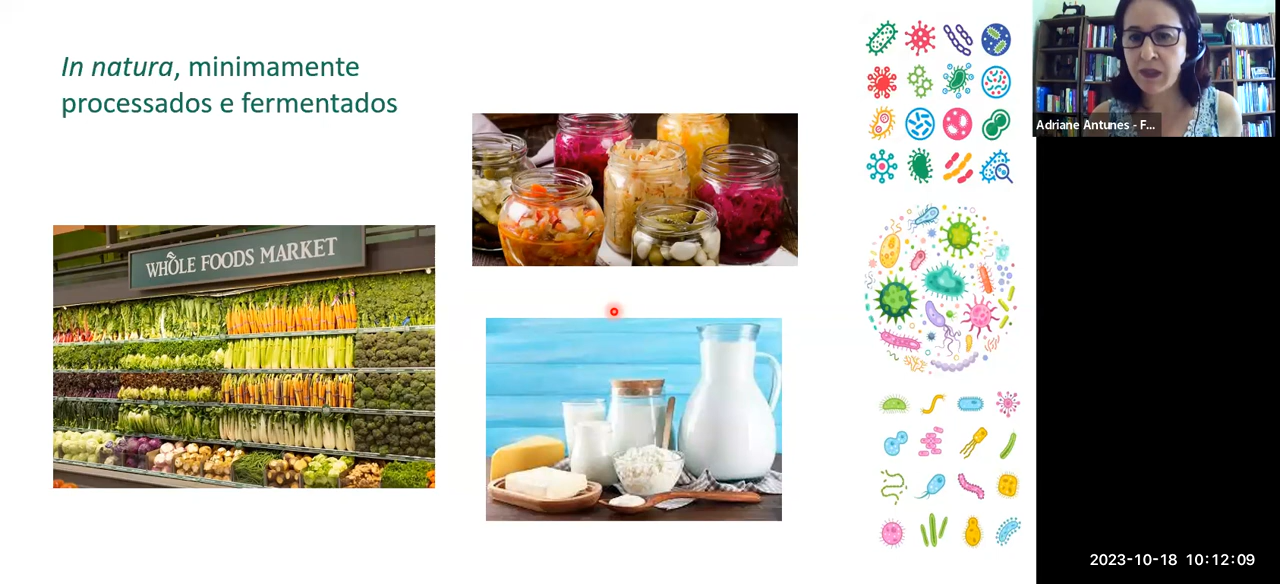 In natura, minimamente
processados e fermentados
WHOLE FOODS MARKET
Adriane Antunes - F...
2023-10-18 10:12:09